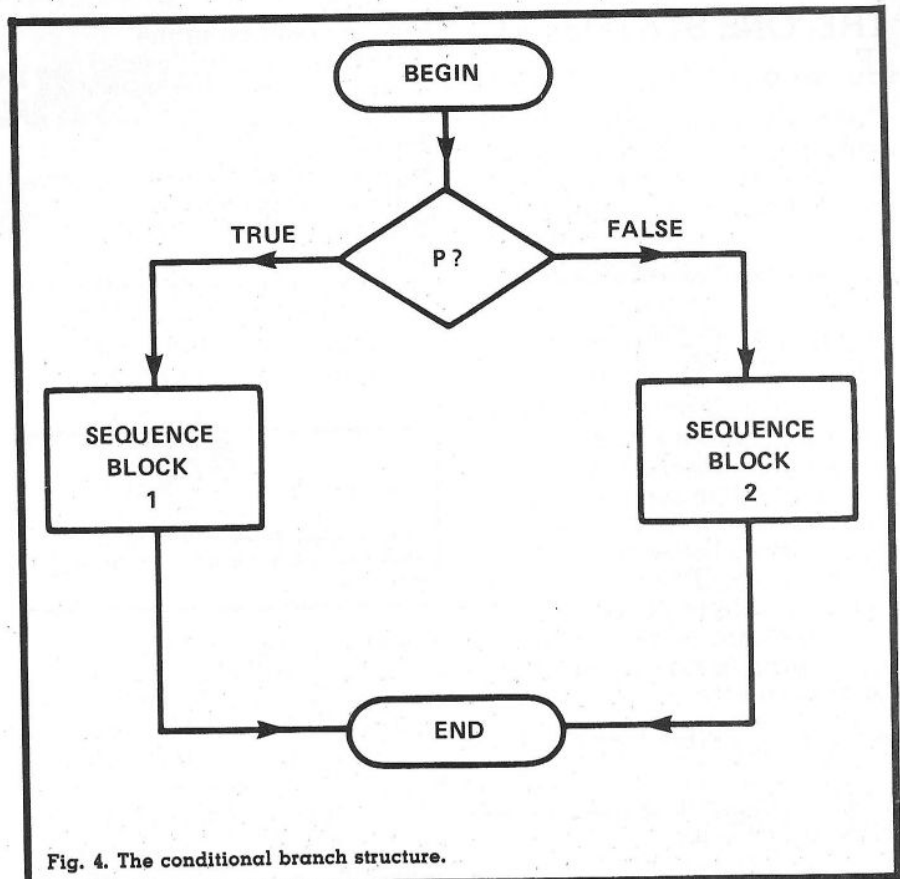 BEGIN
P?
TRUE
FALSE
SEQUENCE
BLOCK
1
SEQUENCE
BLOCK
2
END
Fig. 4. The conditional branch structure.